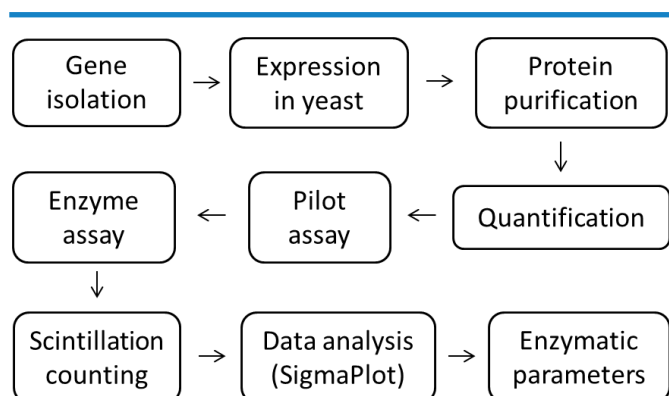 Gene
isolation
Expression
in yeast
Protein
purification
Quantification
Pilot
assay
Enzyme
assay
Scintillation
counting
Data analysis
(SigmaPlot)
Enzymatic
parameters